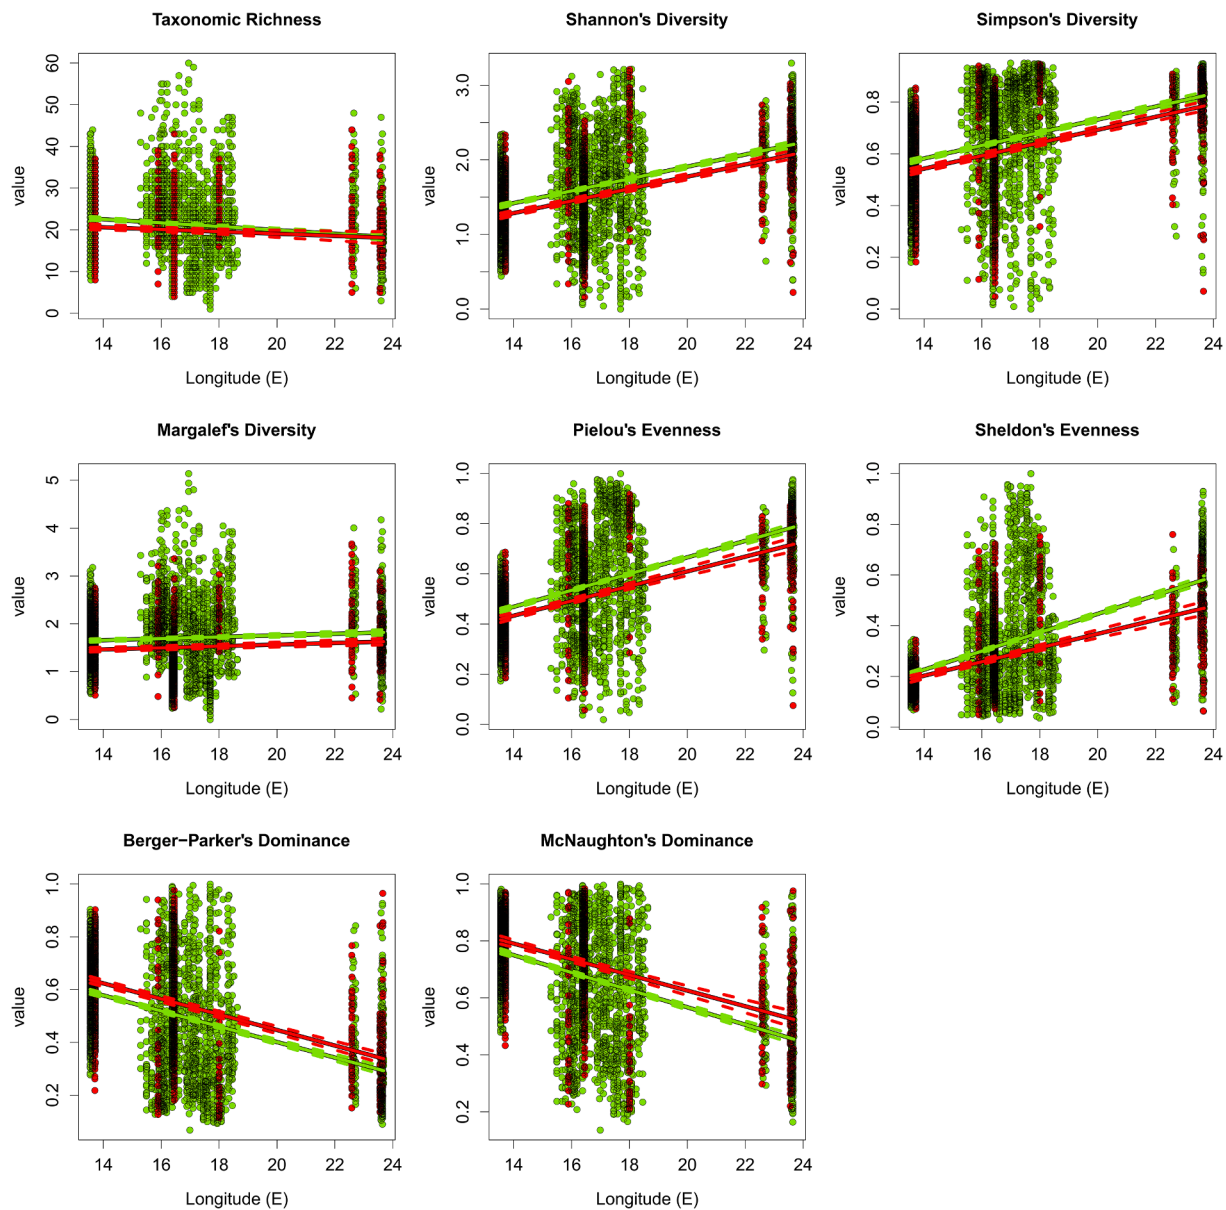 Taxonomic Richness
value
0
10
20
30
40
50
60
14 16 18 20 22 24
Longitude (E)
Shannon's Diversity
value
0.0
1.0
2.0
3.0
14 16 18 20 22 24
Longitude (E)
Simpson's Diversity
value
0.0
0.2
0.4
0.6
0.8
14 16 18 20 22 24
Longitude (E)
Margalef's Diversity
value
0
1
2
3
4
5
14 16 18 20 22 24
Longitude (E)
Pielou's Evenness
value
0.0
0.2
0.4
0.6
0.8
1.0
14 16 18 20 22 24
Longitude (E)
Sheldon's Evenness
value
0.0
0.2
0.4
0.6
0.8
1.0
14 16 18 20 22 24
Longitude (E)
Berger−Parker's Dominance
value
0.2
0.4
0.6
0.8
1.0
14 16 18 20 22 24
Longitude (E)
McNaughton's Dominance
value
0.2
0.4
0.6
0.8
1.0
14 16 18 20 22 24
Longitude (E)